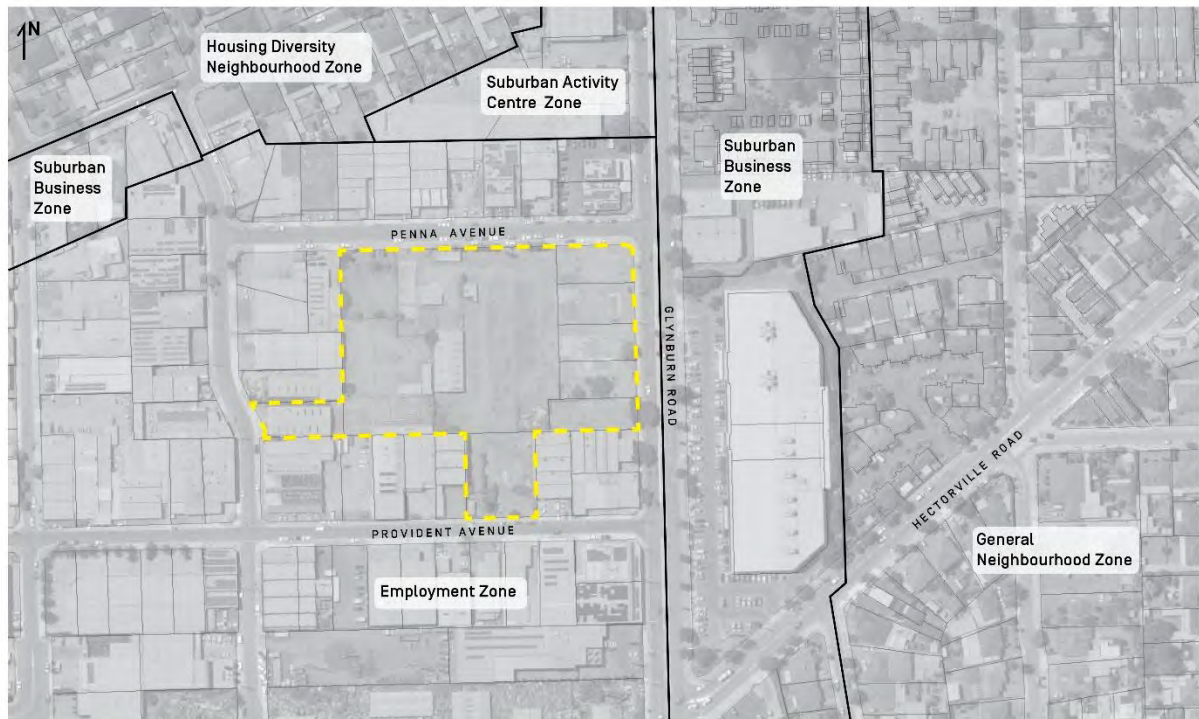 N
Housing Diversity
Neighbourhood Zone
Suburban Activity
Centre Zone
Suburban
Business
Zone
Suburban
Business
Zone
PENNA AVENUE
GLYNBURN ROAD
HECTORVILLE ROAD
PROVIDENT AVENUE
General
Neighbourhood Zone
Employment Zone